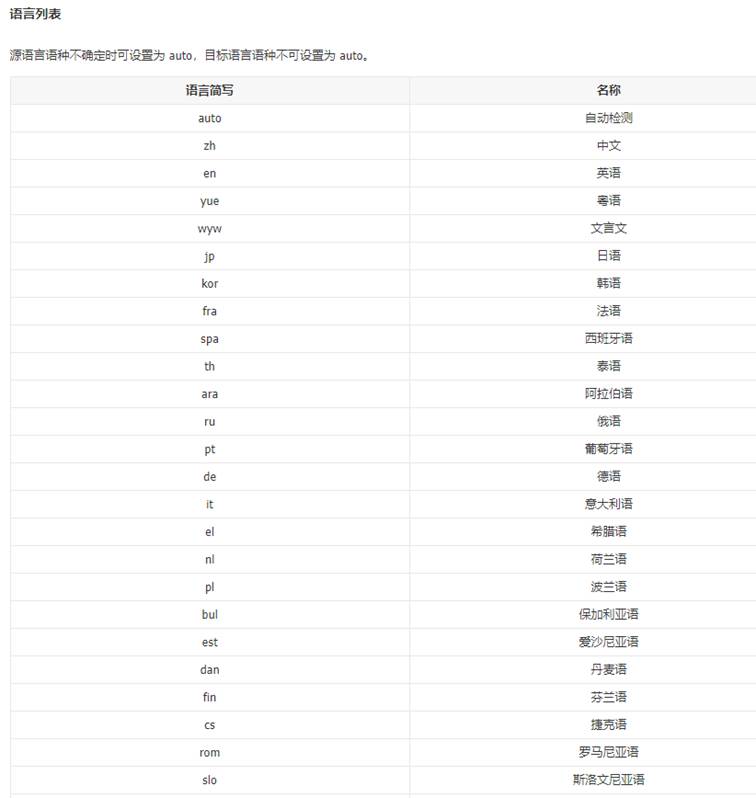 语言列表
源语言语种不确定时可设置为 auto，目标语言语种不可设置为 auto。
语言简写 名称
auto 自动检测
zh 中文
en 英语
yue 粤语
wyw 文言文
jp 日语
kor 韩语
fra 法语
spa 西班牙语
th 泰语
ara 阿拉伯语
ru 俄语
pt 葡萄牙语
de 德语
it 意大利语
el 希腊语
nl 荷兰语
pl 波兰语
bul 保加利亚语
est 爱沙尼亚语
dan 丹麦语
fin 芬兰语
cs 捷克语
rom 罗马尼亚语
slo 斯洛文尼亚语